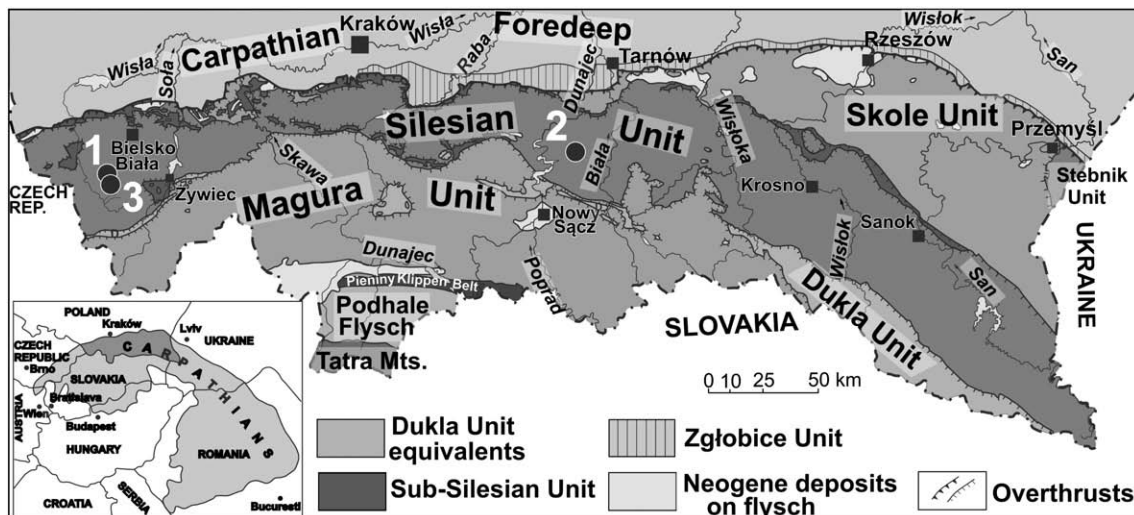 Kraków
Wisła
Foredeep
Wisłok
Carpathian
Rzeszów
Wisła
Soła
Raba
Dunajec
Tarnów
San
Silesian
Unit
Skole Unit
1
2
3
Bielsko
Biała
Biała
Wisłoka
Przemyśl
Stebnik
Unit
CZECH
REP.
Żywiec
Skawa
Magura
Unit
Krosno
Nowy
Sącz
Sanok
UKRAINE
Dunajec
Wisłok
San
Pieniny Klippen Belt
Poprad
Podhale
Flysch
Dukla Unit
SLOVAKIA
Tatra Mts.
0 10 25 50 km
POLAND
Kraków
Lviv
UKRAINE
CZECH
REPUBLIC
Brno
CARPATHIANS
SLOVAKIA
AUSTRIA
Wien
Bratislava
Budapest
HUNGARY
ROMANIA
CROATIA
SERBIA
Bucuresti
Dukla Unit
equivalents
Zgłobice Unit
Sub-Silesian Unit
Neogene deposits
on flysch
Overthrusts